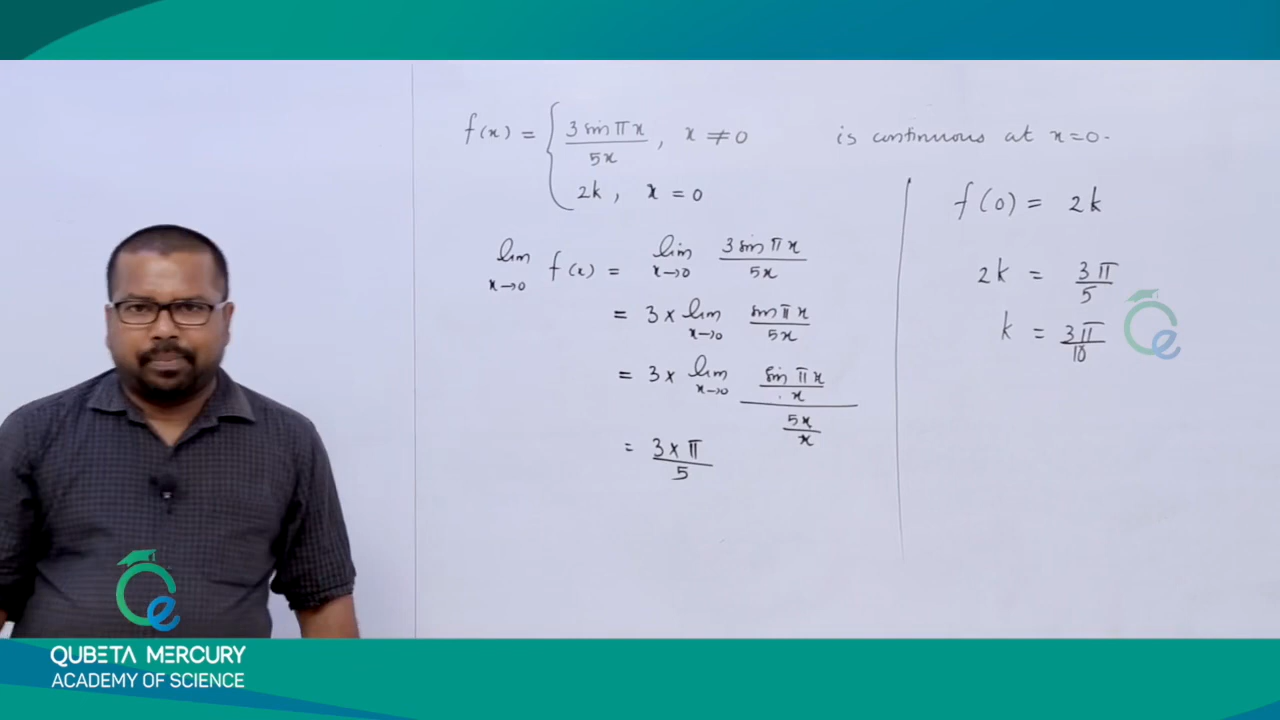 f(x) = { 3 sin πx / 5x , x ≠ 0 is continuous at x=0.
2k , x = 0
lim x→0 f(x) = lim x→0 3 sin πx / 5x
= 3 × lim x→0 sin πx / 5x
= 3 × lim x→0 (sin πx / x) / (5x / x)
= 3 × π / 5
f(0) = 2k
2k = 3π / 5
k = 3π / 10
QUBETA MERCURY
ACADEMY OF SCIENCE